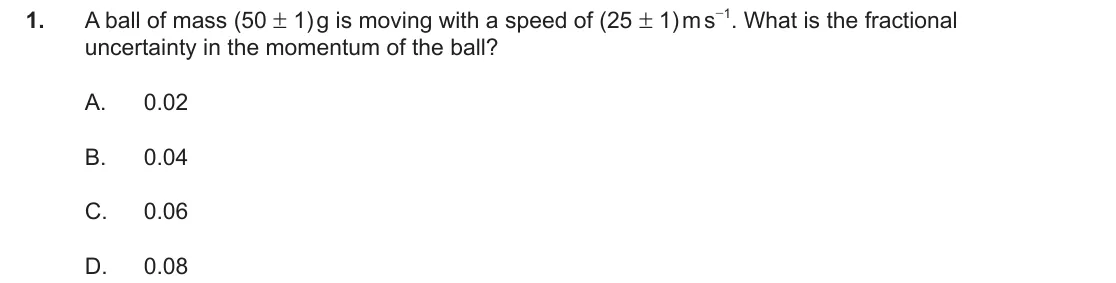 1. A ball of mass (50 ± 1)g is moving with a speed of (25 ± 1)ms⁻¹. What is the fractional
uncertainty in the momentum of the ball?
A. 0.02
B. 0.04
C. 0.06
D. 0.08